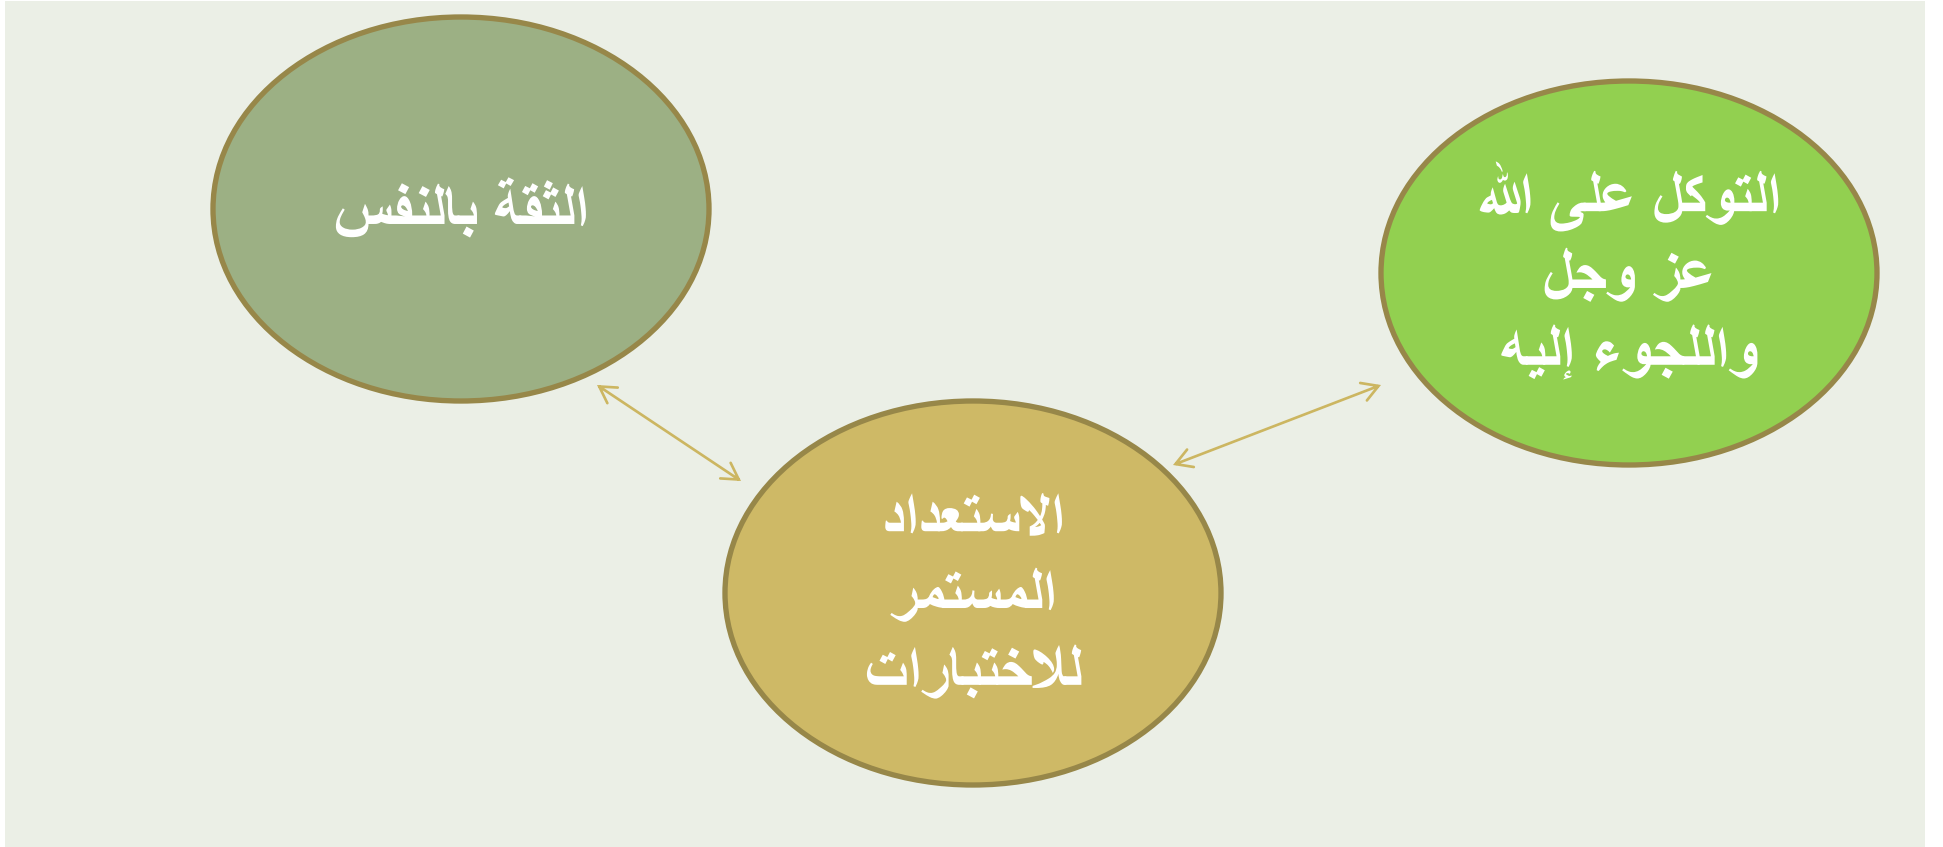 التوكل على الله
عز وجل
واللجوء إليه
الثقة بالنفس
الاستعداد
المستمر
للاختبارات